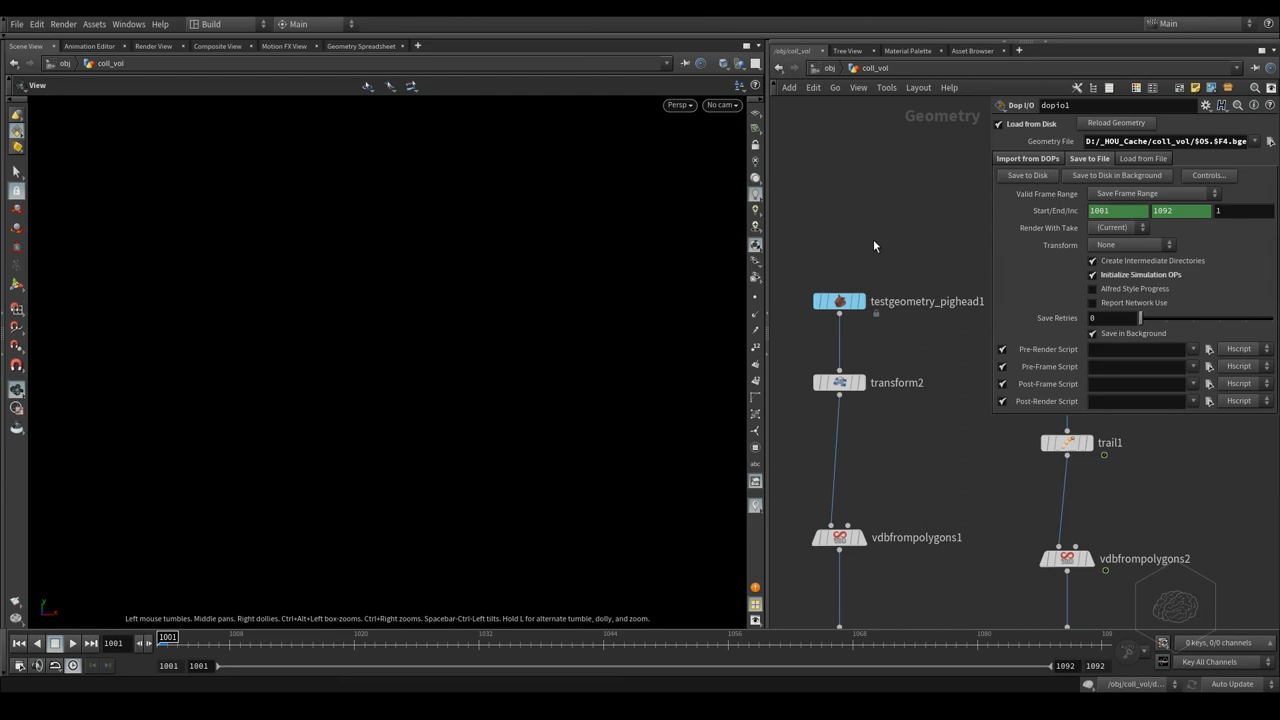 File Edit Render Assets Windows Help Build Main Main
Scene View Animation Editor Render View Composite View Motion FX View Geometry Spreadsheet
/obj/coll_vol Tree View Material Palette Asset Browser
obj coll_vol
obj coll_vol
View
Add Edit Go View Tools Layout Help
Persp No cam
Geometry
Dop I/O dopio1
Load from Disk Reload Geometry
Geometry File D:/_HOU_Cache/coll_vol/$OS.$F4.bge
Import from DOPs Save to File Load from File
Save to Disk Save to Disk in Background Controls...
Valid Frame Range Save Frame Range
Start/End/Inc 1001 1092 1
Render With Take (Current)
Transform None
Create Intermediate Directories
Initialize Simulation OPs
Alfred Style Progress
Report Network Use
Save Retries 0
Save in Background
Pre-Render Script Hscript
Pre-Frame Script Hscript
Post-Frame Script Hscript
Post-Render Script Hscript
testgeometry_pighead1
transform2
trail1
vdbfrompolygons1
vdbfrompolygons2
abc
y
x
Left mouse tumbles. Middle pans. Right dollies. Ctrl+Alt+Left box-zooms. Ctrl+Right zooms. Spacebar-Ctrl-Left tilts. Hold L for alternate tumble, dolly, and zoom.
1001 1001 1008 1020 1032 1044 1056 1068 1080 109
0 keys, 0/0 channels
1001 1001 1092 1092 Key All Channels
/obj/coll_vol/d... Auto Update